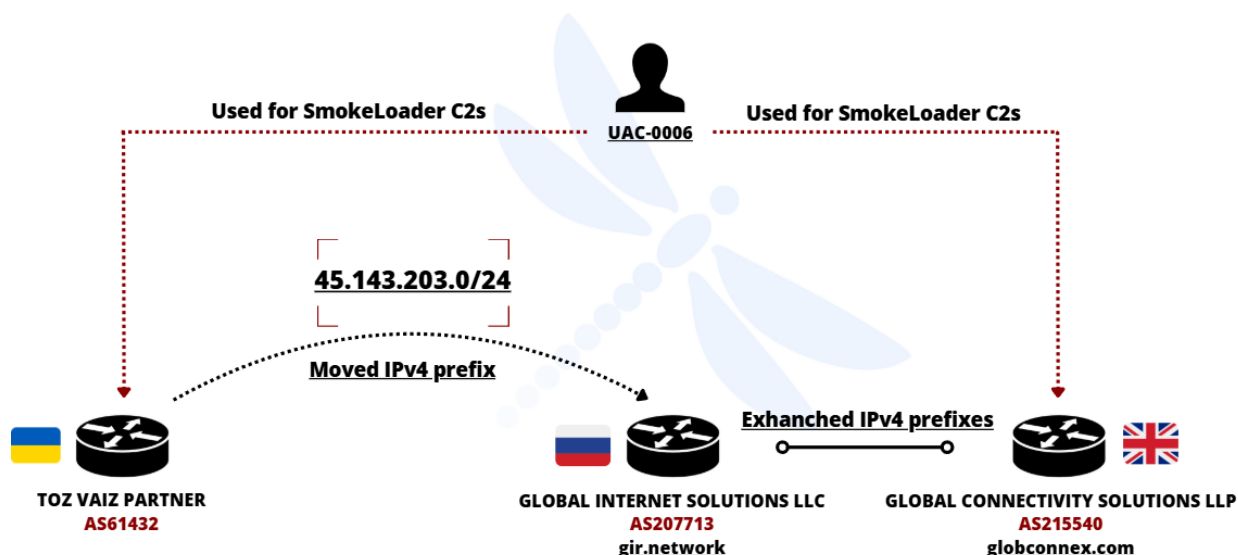 Used for SmokeLoader C2s
UAC-0006
Used for SmokeLoader C2s
45.143.203.0/24
Moved IPv4 prefix
Exhanched IPv4 prefixes
TOZ VAIZ PARTNER
AS61432
GLOBAL INTERNET SOLUTIONS LLC
AS207713
gir.network
GLOBAL CONNECTIVITY SOLUTIONS LLP
AS215540
globconnex.com